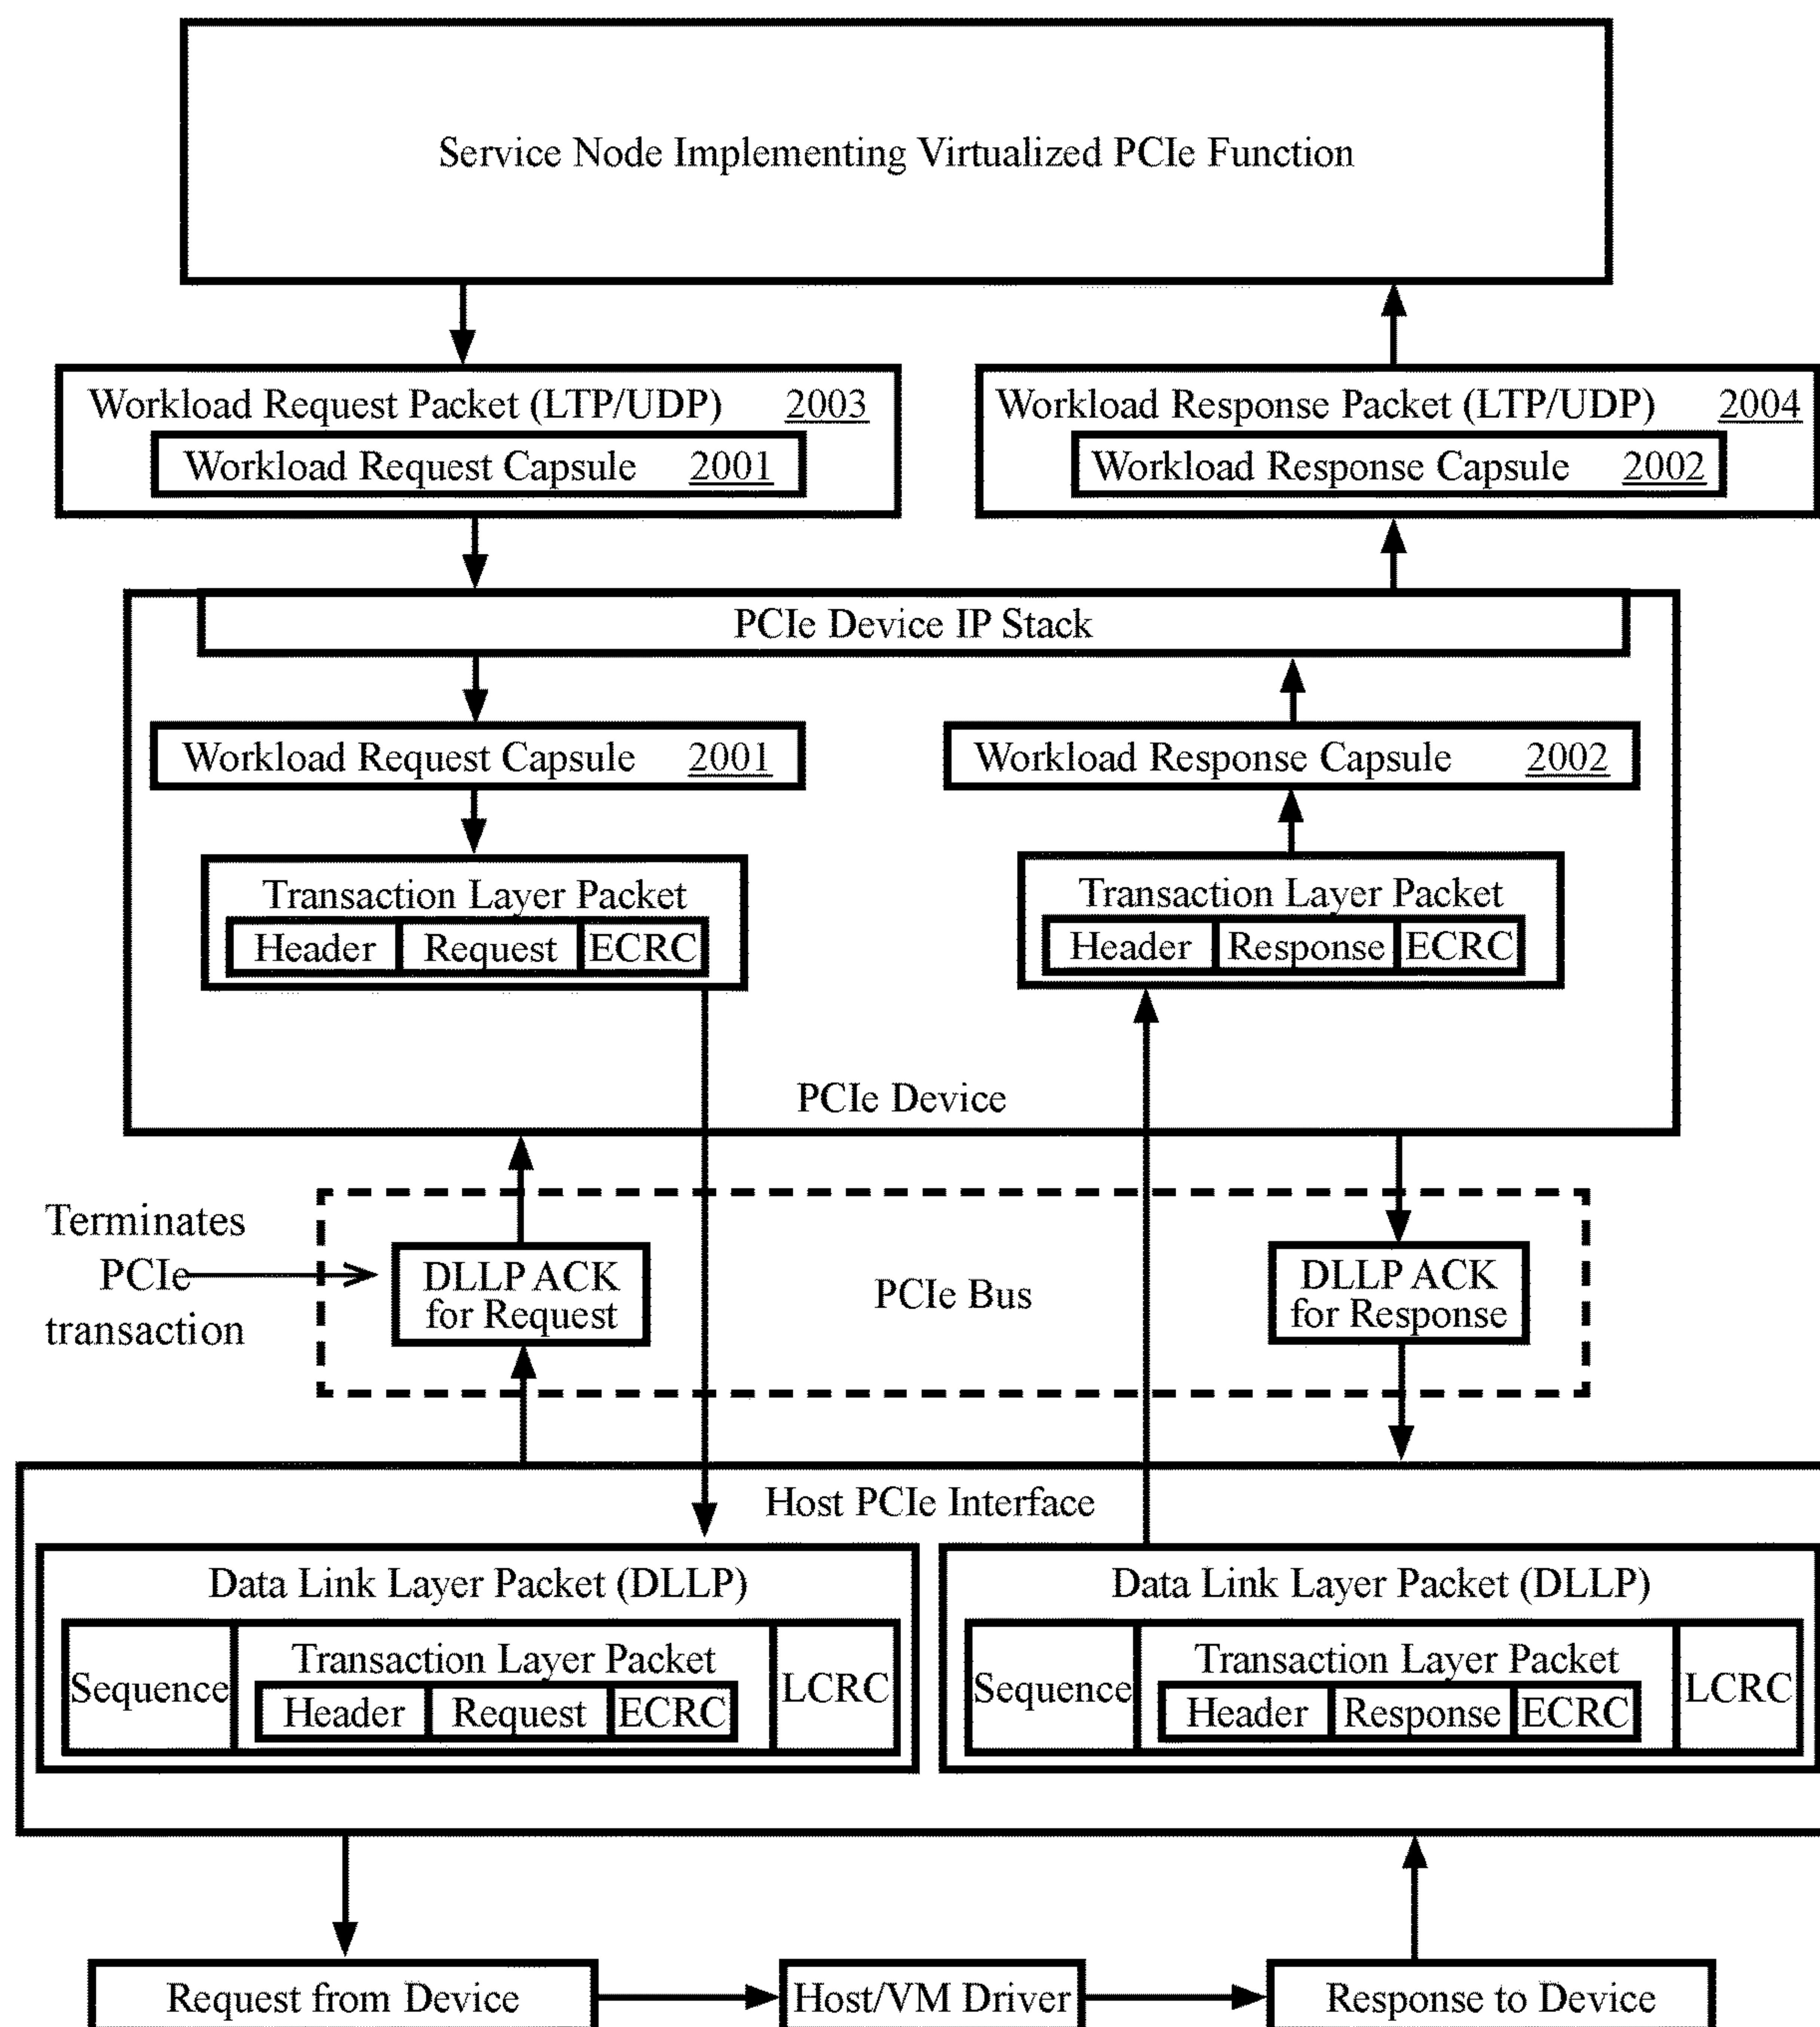 Service Node Implementing Virtualized PCIe Function
Workload Request Packet (LTP/UDP) 2003
Workload Request Capsule 2001
Workload Response Packet (LTP/UDP) 2004
Workload Response Capsule 2002
PCIe Device IP Stack
Workload Request Capsule 2001
Workload Response Capsule 2002
Transaction Layer Packet
Header Request ECRC
Transaction Layer Packet
Header Response ECRC
PCIe Device
Terminates
PCIe
transaction
DLLP ACK
for Request
PCIe Bus
DLLP ACK
for Response
Host PCIe Interface
Data Link Layer Packet (DLLP)
Sequence
Transaction Layer Packet
Header Request ECRC
LCRC
Data Link Layer Packet (DLLP)
Sequence
Transaction Layer Packet
Header Response ECRC
LCRC
Request from Device
Host/VM Driver
Response to Device